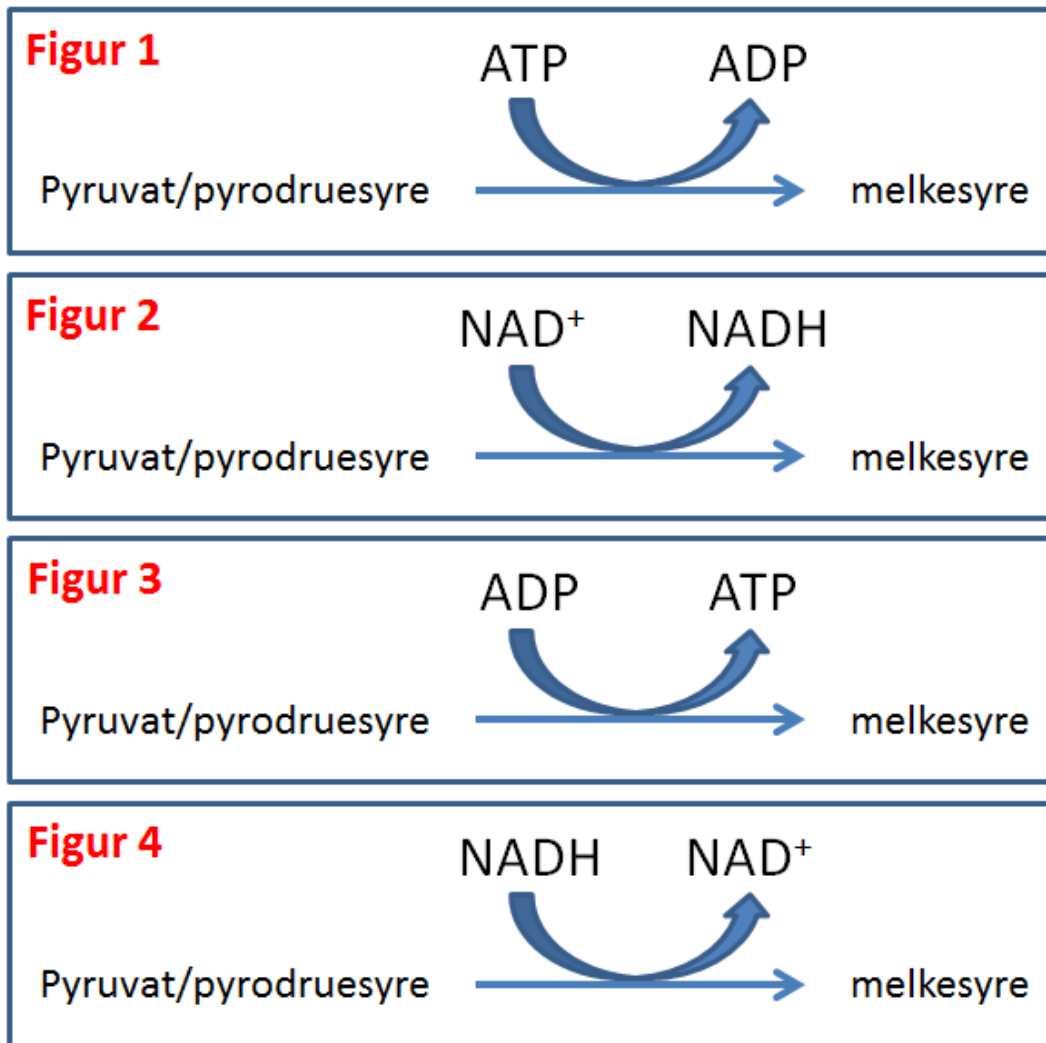 Figur 1
ATP ADP
Pyruvat/pyrodruesyre melkesyre
Figur 2
NAD⁺ NADH
Pyruvat/pyrodruesyre melkesyre
Figur 3
ADP ATP
Pyruvat/pyrodruesyre melkesyre
Figur 4
NADH NAD⁺
Pyruvat/pyrodruesyre melkesyre